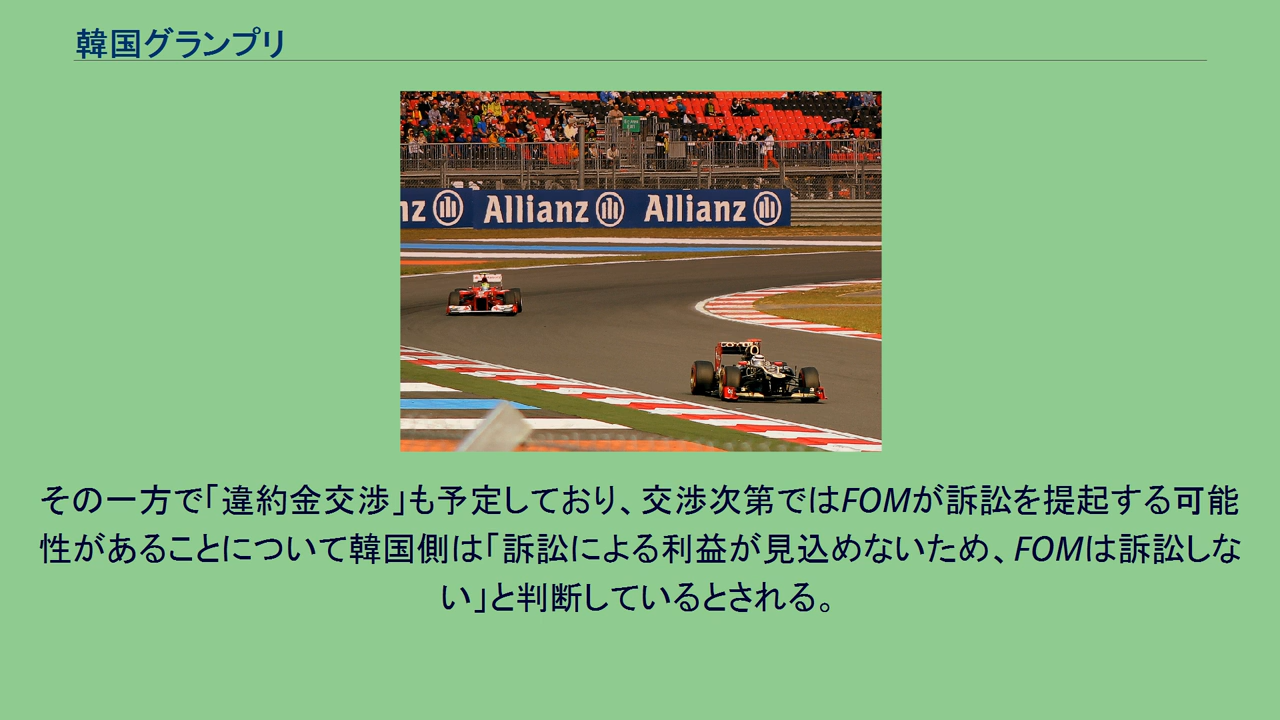 韓国グランプリ
nz Allianz Allianz
その一方で「違約金交渉」も予定しており、交渉次第ではFOMが訴訟を提起する可能
性があることについて韓国側は「訴訟による利益が見込めないため、FOMは訴訟しな
い」と判断しているとされる。